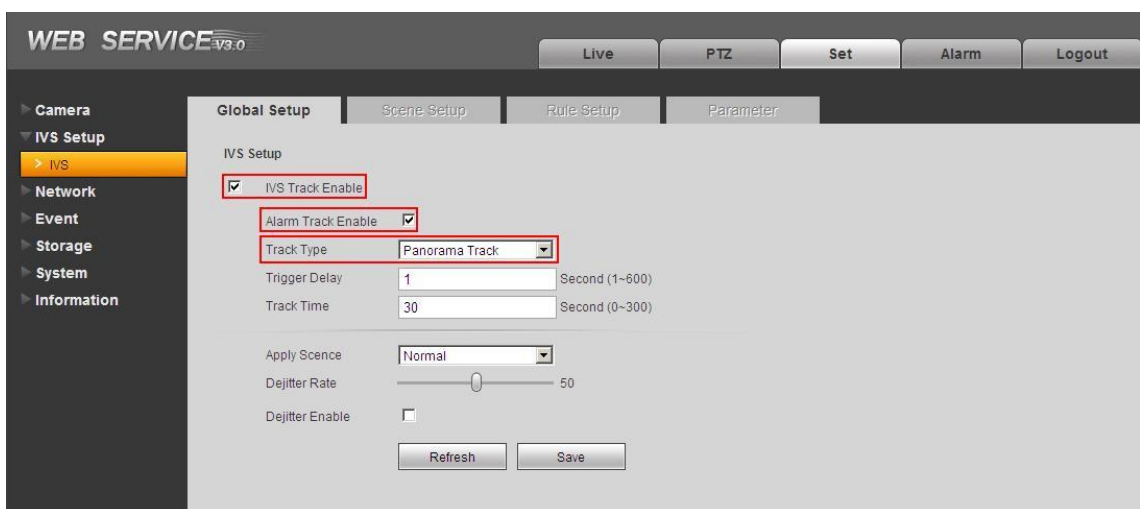 WEB SERVICE V3.0
Live PTZ Set Alarm Logout
Camera
IVS Setup
> IVS
Network
Event
Storage
System
Information
Global Setup Scene Setup Rule Setup Parameter
IVS Setup
IVS Track Enable
Alarm Track Enable
Track Type Panorama Track
Trigger Delay 1 Second (1~600)
Track Time 30 Second (0~300)
Apply Scence Normal
Dejitter Rate 50
Dejitter Enable
Refresh Save